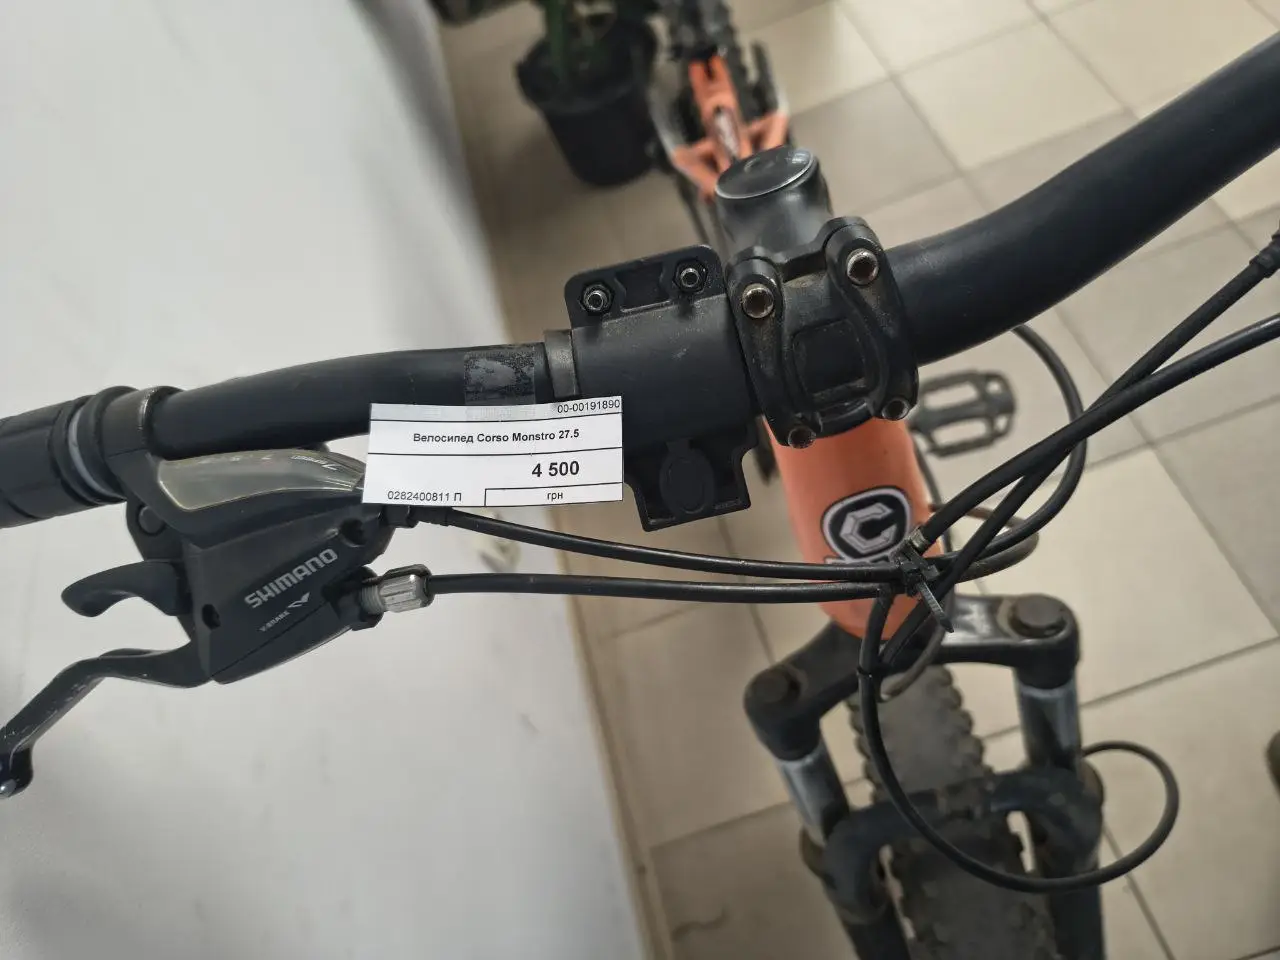 00-00191890
Велосипед Corso Monstro 27.5
4 500
0282400811 П
грн
SHIMANO
V-BRAKE